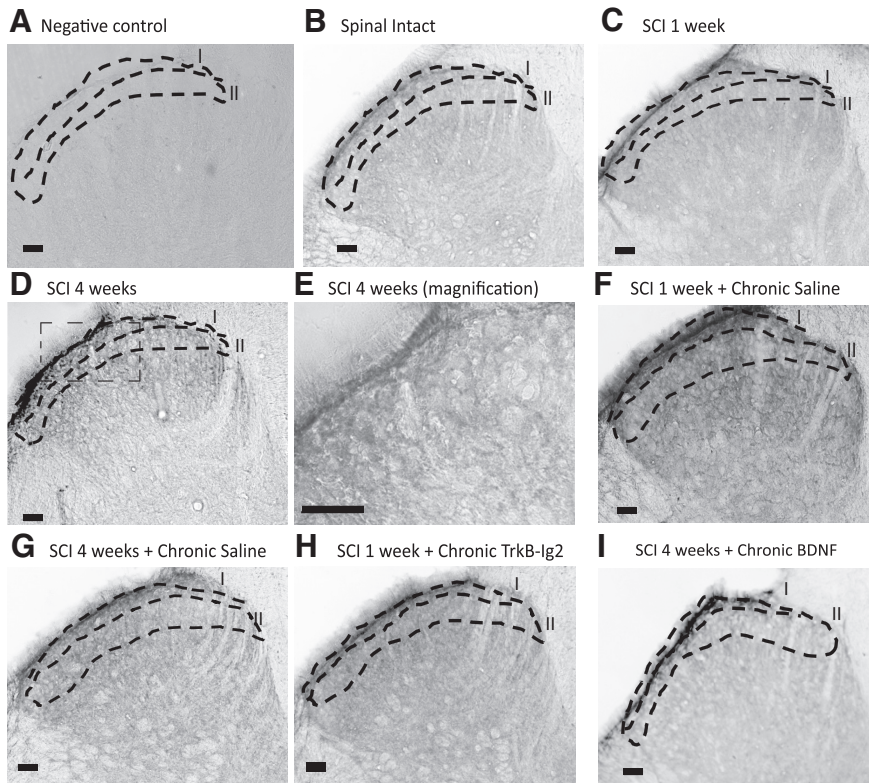 A Negative control
B Spinal Intact
C SCI 1 week
I
II
I
II
I
II
D SCI 4 weeks
E SCI 4 weeks (magnification)
F SCI 1 week + Chronic Saline
I
II
I
II
G SCI 4 weeks + Chronic Saline
H SCI 1 week + Chronic TrkB-Ig2
I SCI 4 weeks + Chronic BDNF
I
II
I
II
I
II